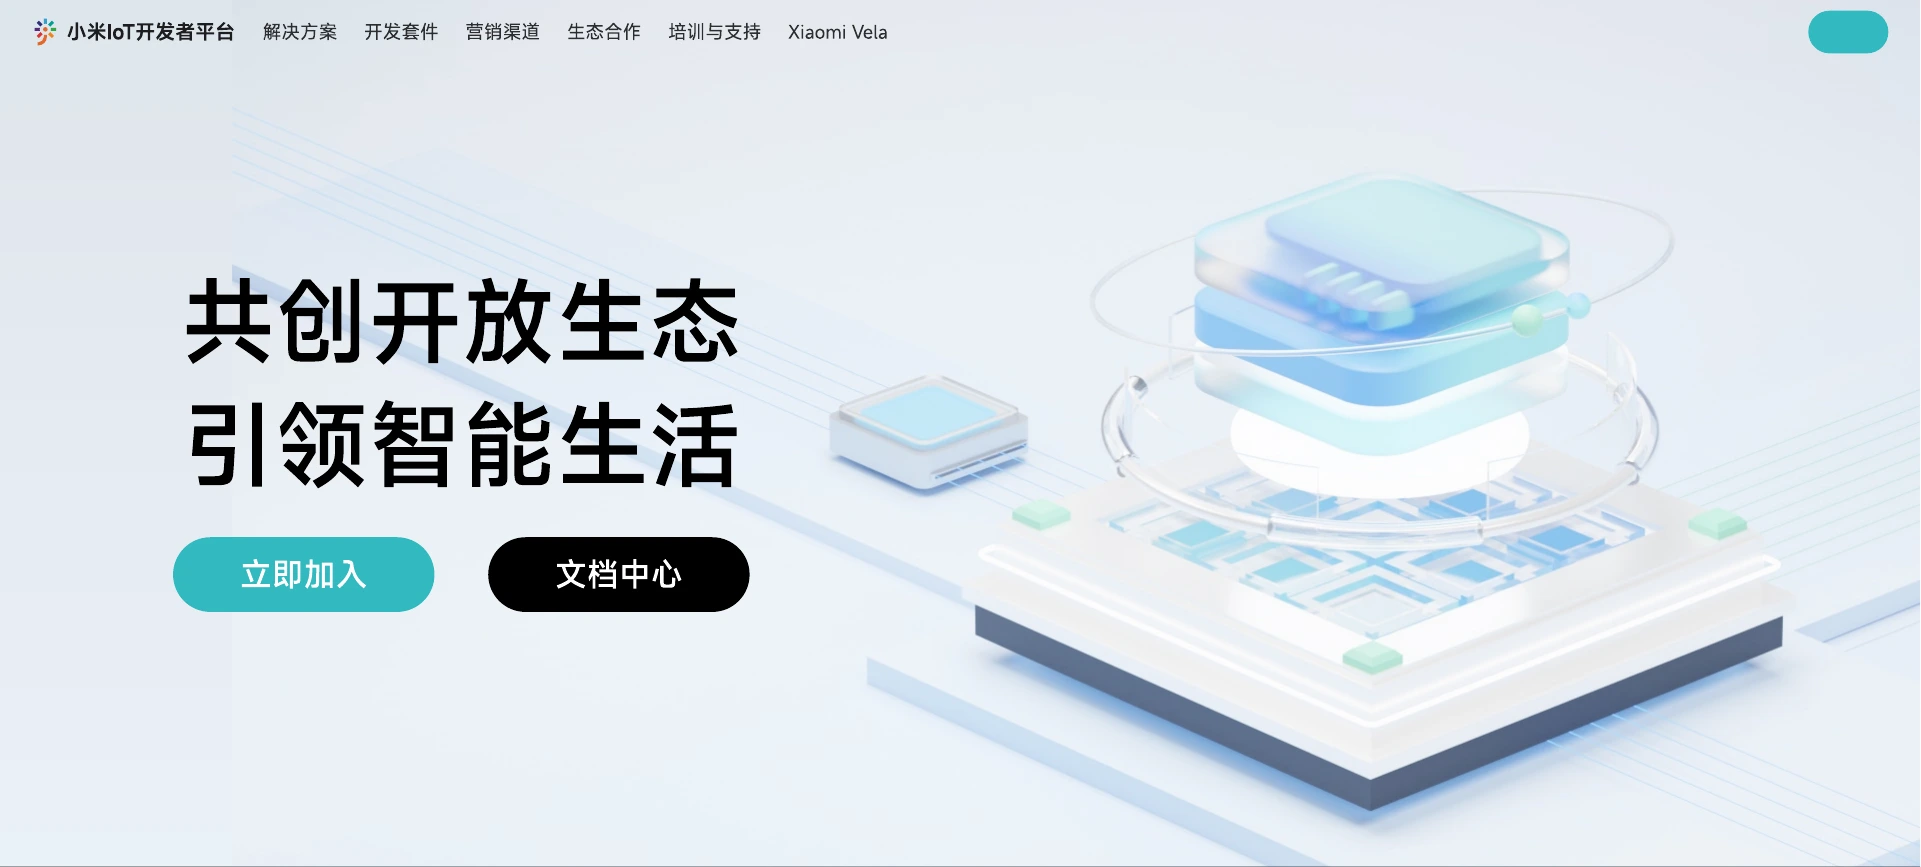 小米IoT开发者平台 解决方案 开发套件 营销渠道 生态合作 培训与支持 Xiaomi Vela
共创开放生态
引领智能生活
立即加入 文档中心